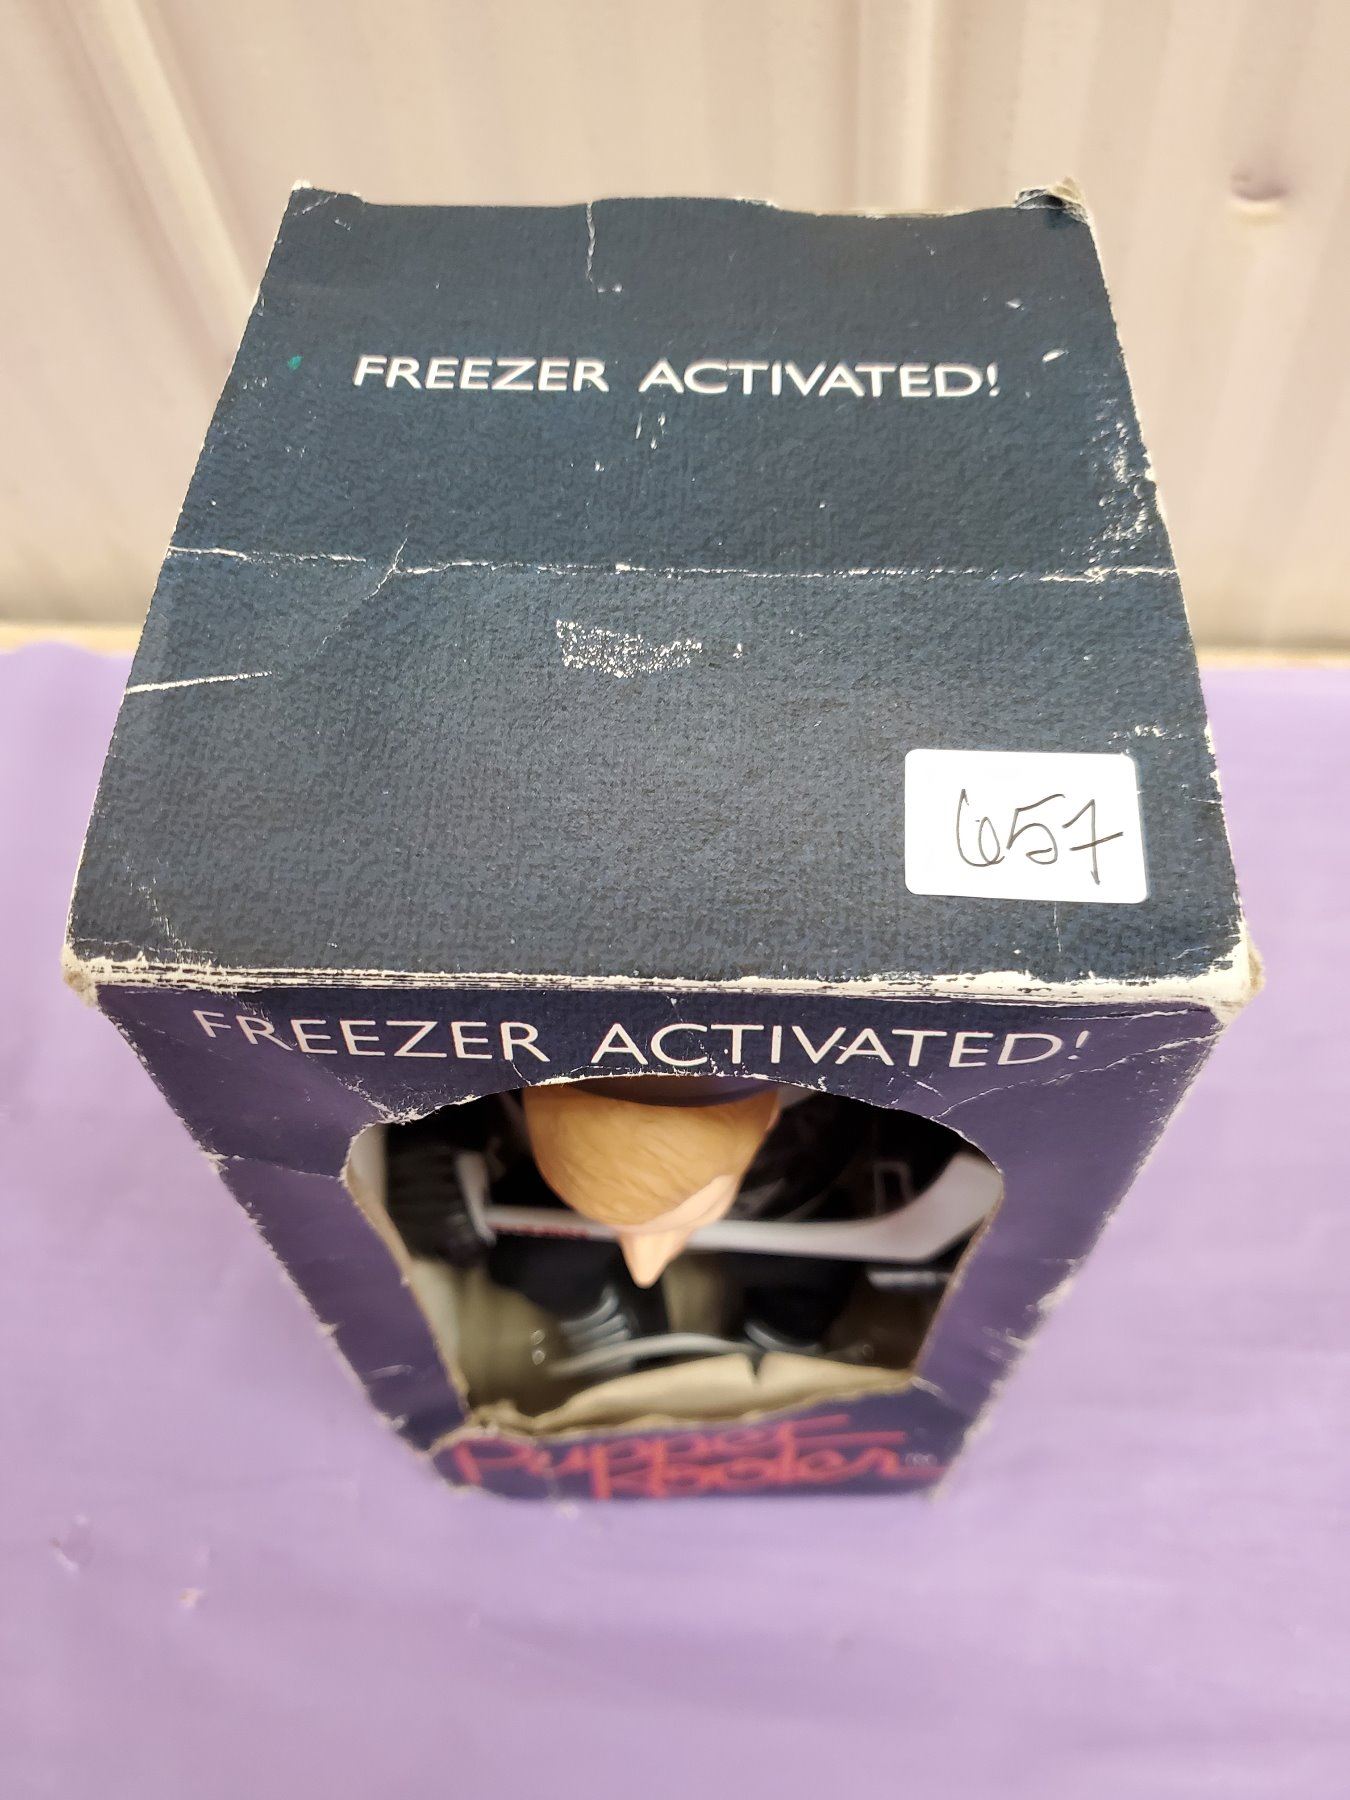 FREEZER ACTIVATED!
657
FREEZER ACTIVATED!
Puppet
Kooler